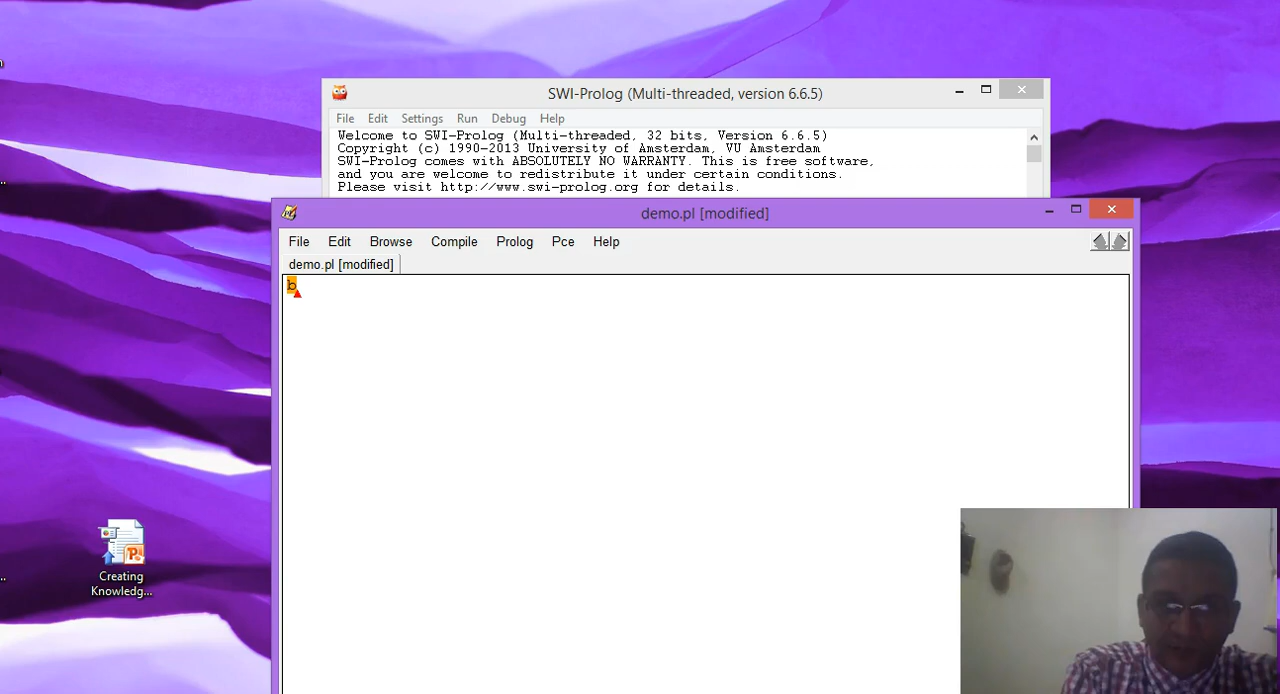 SWI-Prolog (Multi-threaded, version 6.6.5)
File Edit Settings Run Debug Help
Welcome to SWI-Prolog (Multi-threaded, 32 bits, Version 6.6.5)
Copyright (c) 1990-2013 University of Amsterdam, VU Amsterdam
SWI-Prolog comes with ABSOLUTELY NO WARRANTY. This is free software,
and you are welcome to redistribute it under certain conditions.
Please visit http://www.swi-prolog.org for details.
demo.pl [modified]
File Edit Browse Compile Prolog Pce Help
demo.pl [modified]
b
Creating
Knowledg...